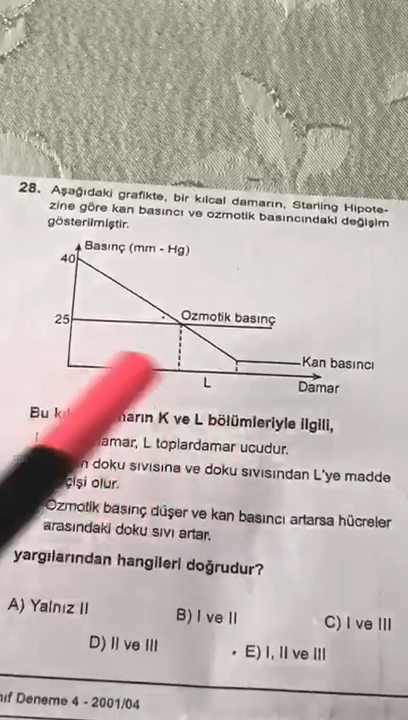 28. Aşağıdaki grafikte, bir kılcal damarın, Starling Hipote-
zine göre kan basıncı ve ozmotik basıncındaki değişim
gösterilmiştir.
Basınç (mm - Hg)
40
25
Ozmotik basınç
Kan basıncı
L
Damar
Bu arın K ve L bölümleriyle ilgili,
amar, L toplardamar ucudur.
doku sıvısına ve doku sıvısından L'ye madde
çişi olur.
Ozmotik basınç düşer ve kan basıncı artarsa hücreler
arasındaki doku sıvı artar.
yargılarından hangileri doğrudur?
A) Yalnız II
B) I ve II
C) I ve III
D) II ve III
E) I, II ve III
ıf Deneme 4 - 2001/04